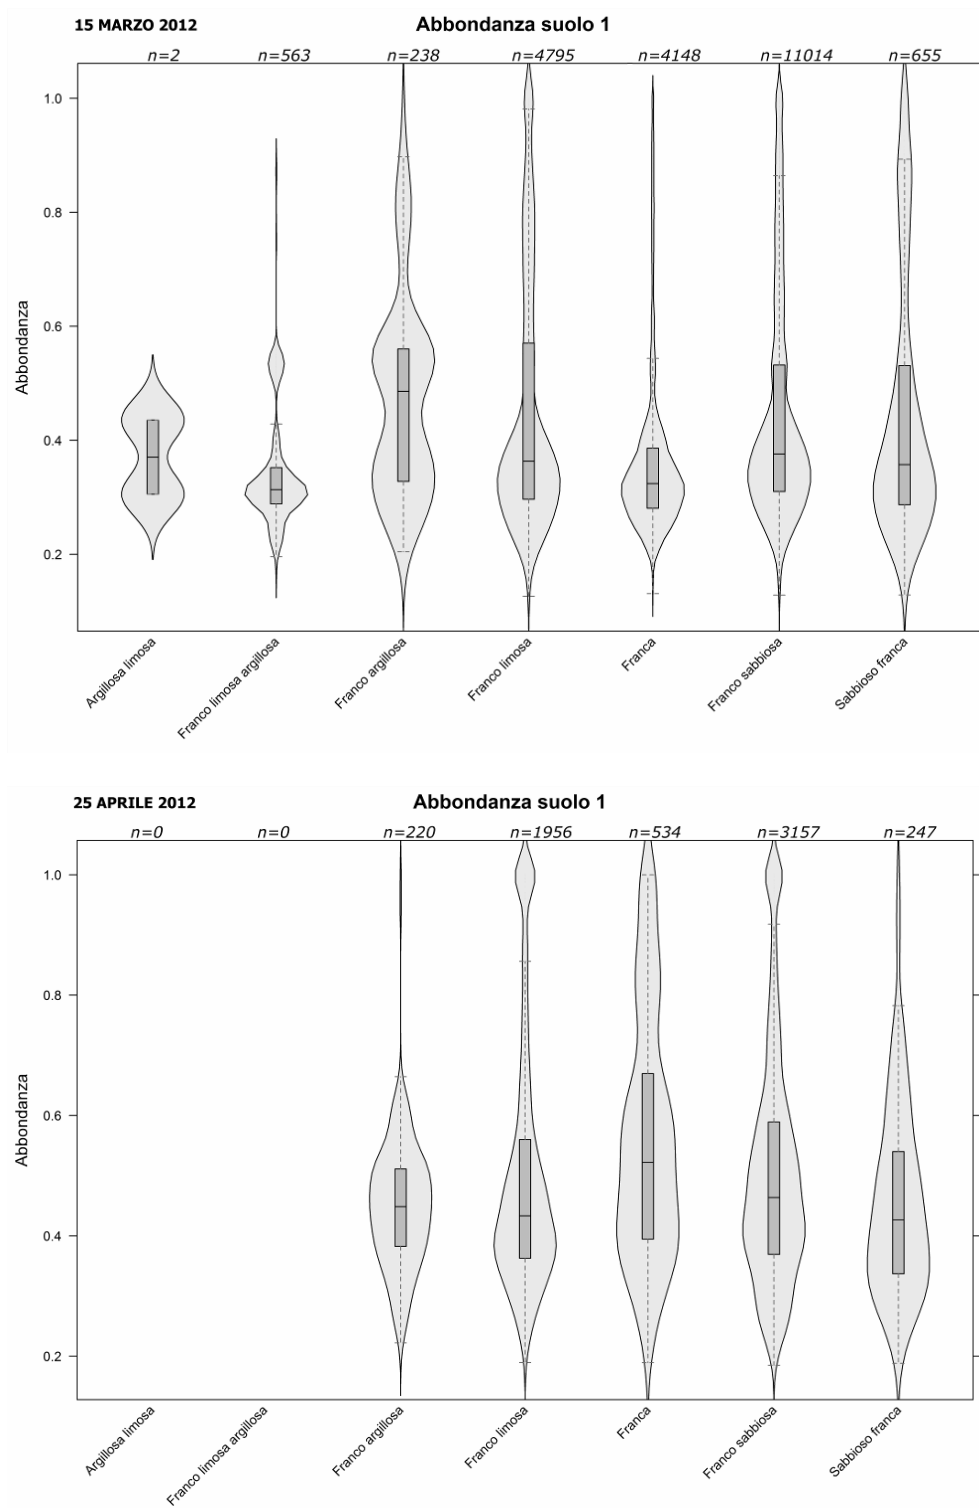 15 MARZO 2012 Abbondanza suolo 1
n=2 n=563 n=238 n=4795 n=4148 n=11014 n=655
1.0
0.8
0.6
0.4
0.2
Abbondanza
Argillosa limosa Franco limosa argillosa Franco argillosa Franco limosa Franca Franco sabbiosa Sabbioso franca
25 APRILE 2012 Abbondanza suolo 1
n=0 n=0 n=220 n=1956 n=534 n=3157 n=247
1.0
0.8
0.6
0.4
0.2
Abbondanza
Argillosa limosa Franco limosa argillosa Franco argillosa Franco limosa Franca Franco sabbiosa Sabbioso franca